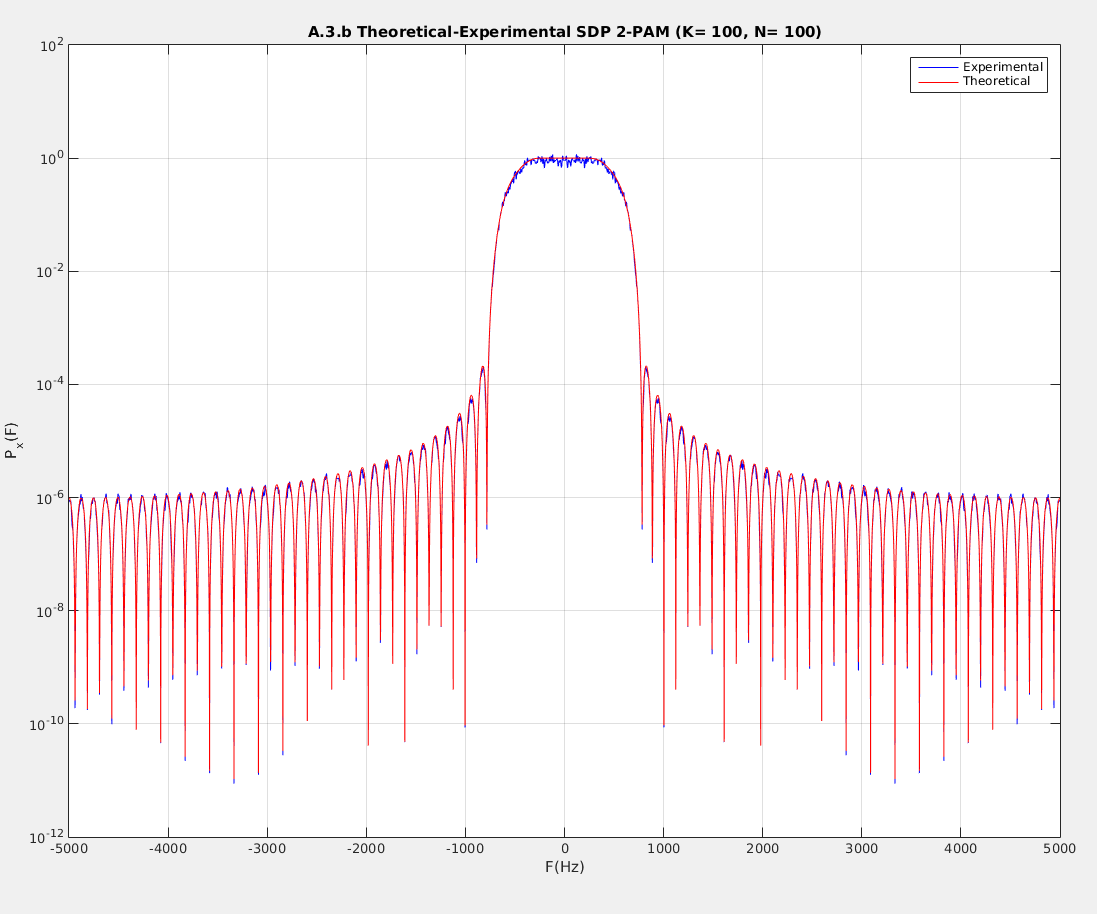 A.3.b Theoretical-Experimental SDP 2-PAM (K= 100, N= 100)
10^2
Experimental
Theoretical
10^0
10^-2
10^-4
P_x(F)
10^-6
10^-8
10^-10
10^-12
-5000 -4000 -3000 -2000 -1000 0 1000 2000 3000 4000 5000
F(Hz)